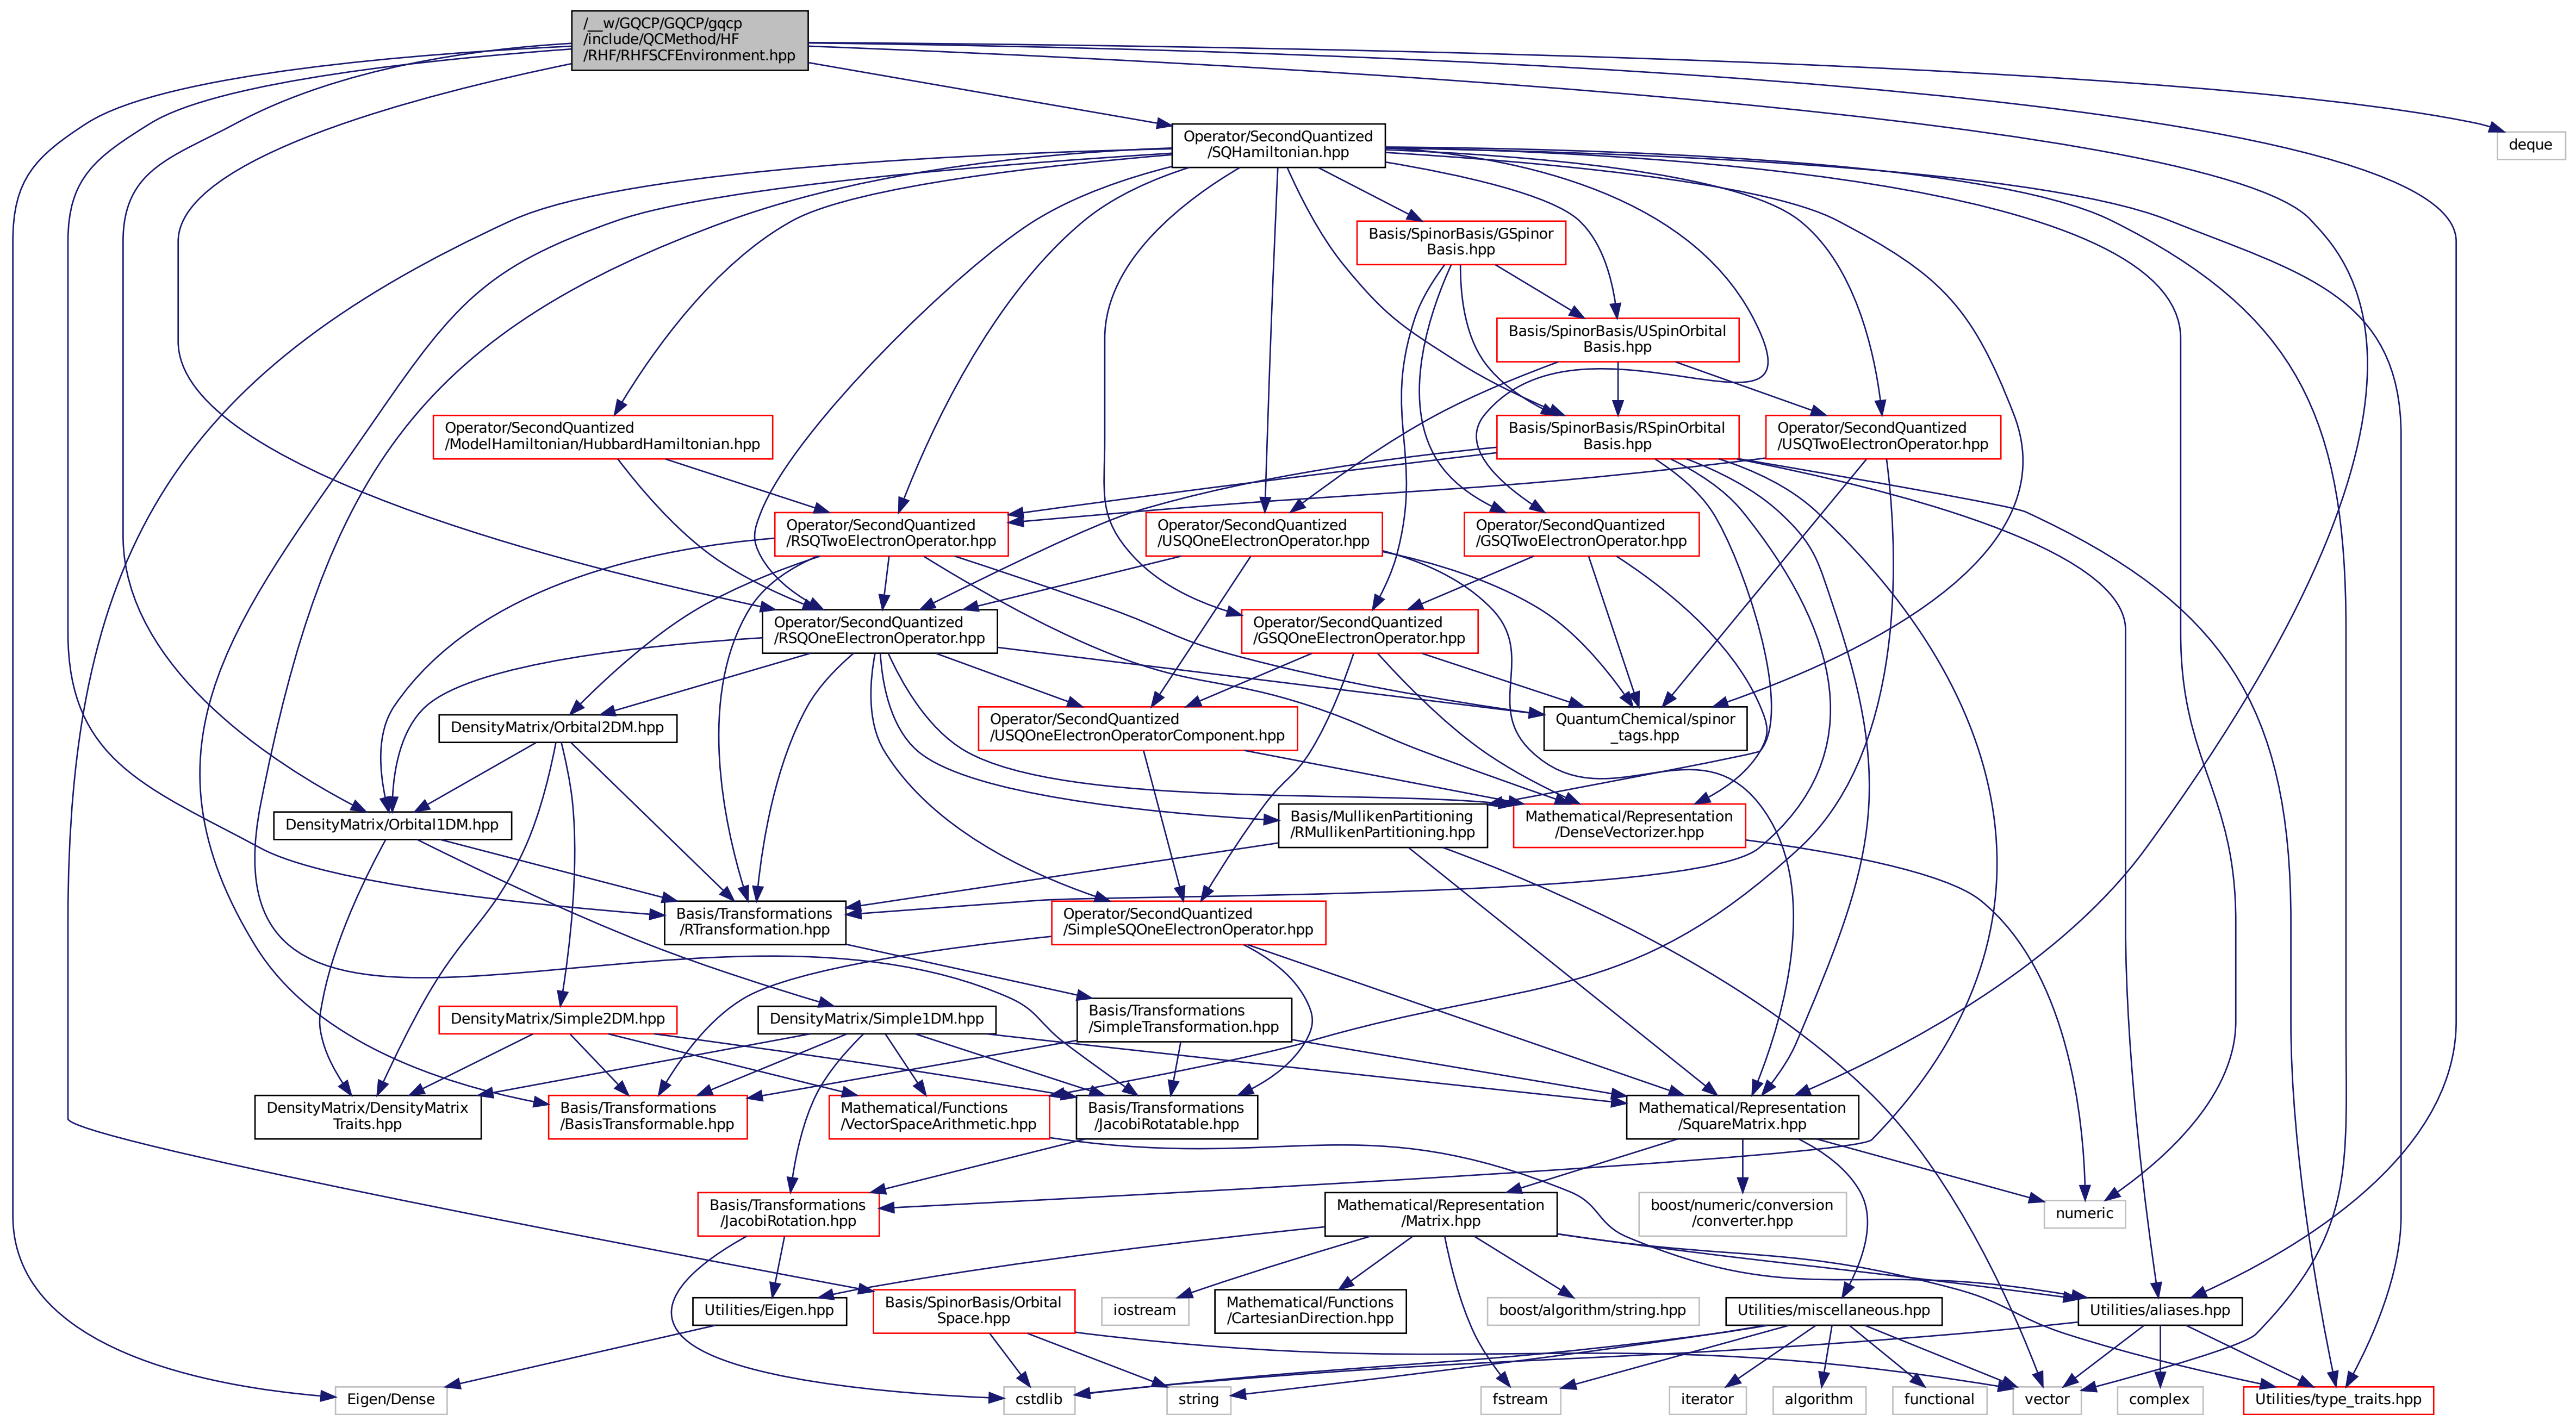 /__w/GQCP/GQCP/gqcp
/include/QCMethod/HF
/RHF/RHFSCFEnvironment.hpp
Operator/SecondQuantized
/SQHamiltonian.hpp
deque
Basis/SpinorBasis/GSpinor
Basis.hpp
Basis/SpinorBasis/USpinOrbital
Basis.hpp
Operator/SecondQuantized
/ModelHamiltonian/HubbardHamiltonian.hpp
Basis/SpinorBasis/RSpinOrbital
Basis.hpp
Operator/SecondQuantized
/USQTwoElectronOperator.hpp
Operator/SecondQuantized
/RSQTwoElectronOperator.hpp
Operator/SecondQuantized
/USQOneElectronOperator.hpp
Operator/SecondQuantized
/GSQTwoElectronOperator.hpp
Operator/SecondQuantized
/RSQOneElectronOperator.hpp
Operator/SecondQuantized
/GSQOneElectronOperator.hpp
DensityMatrix/Orbital2DM.hpp
Operator/SecondQuantized
/USQOneElectronOperatorComponent.hpp
QuantumChemical/spinor
_tags.hpp
DensityMatrix/Orbital1DM.hpp
Basis/MullikenPartitioning
/RMullikenPartitioning.hpp
Mathematical/Representation
/DenseVectorizer.hpp
Basis/Transformations
/RTransformation.hpp
Operator/SecondQuantized
/SimpleSQOneElectronOperator.hpp
DensityMatrix/Simple2DM.hpp
DensityMatrix/Simple1DM.hpp
Basis/Transformations
/SimpleTransformation.hpp
DensityMatrix/DensityMatrix
Traits.hpp
Basis/Transformations
/BasisTransformable.hpp
Mathematical/Functions
/VectorSpaceArithmetic.hpp
Basis/Transformations
/JacobiRotatable.hpp
Mathematical/Representation
/SquareMatrix.hpp
Basis/Transformations
/JacobiRotation.hpp
Mathematical/Representation
/Matrix.hpp
boost/numeric/conversion
/converter.hpp
numeric
Utilities/Eigen.hpp
Basis/SpinorBasis/Orbital
Space.hpp
iostream
Mathematical/Functions
/CartesianDirection.hpp
boost/algorithm/string.hpp
Utilities/miscellaneous.hpp
Utilities/aliases.hpp
Eigen/Dense
cstdlib
string
fstream
iterator
algorithm
functional
vector
complex
Utilities/type_traits.hpp